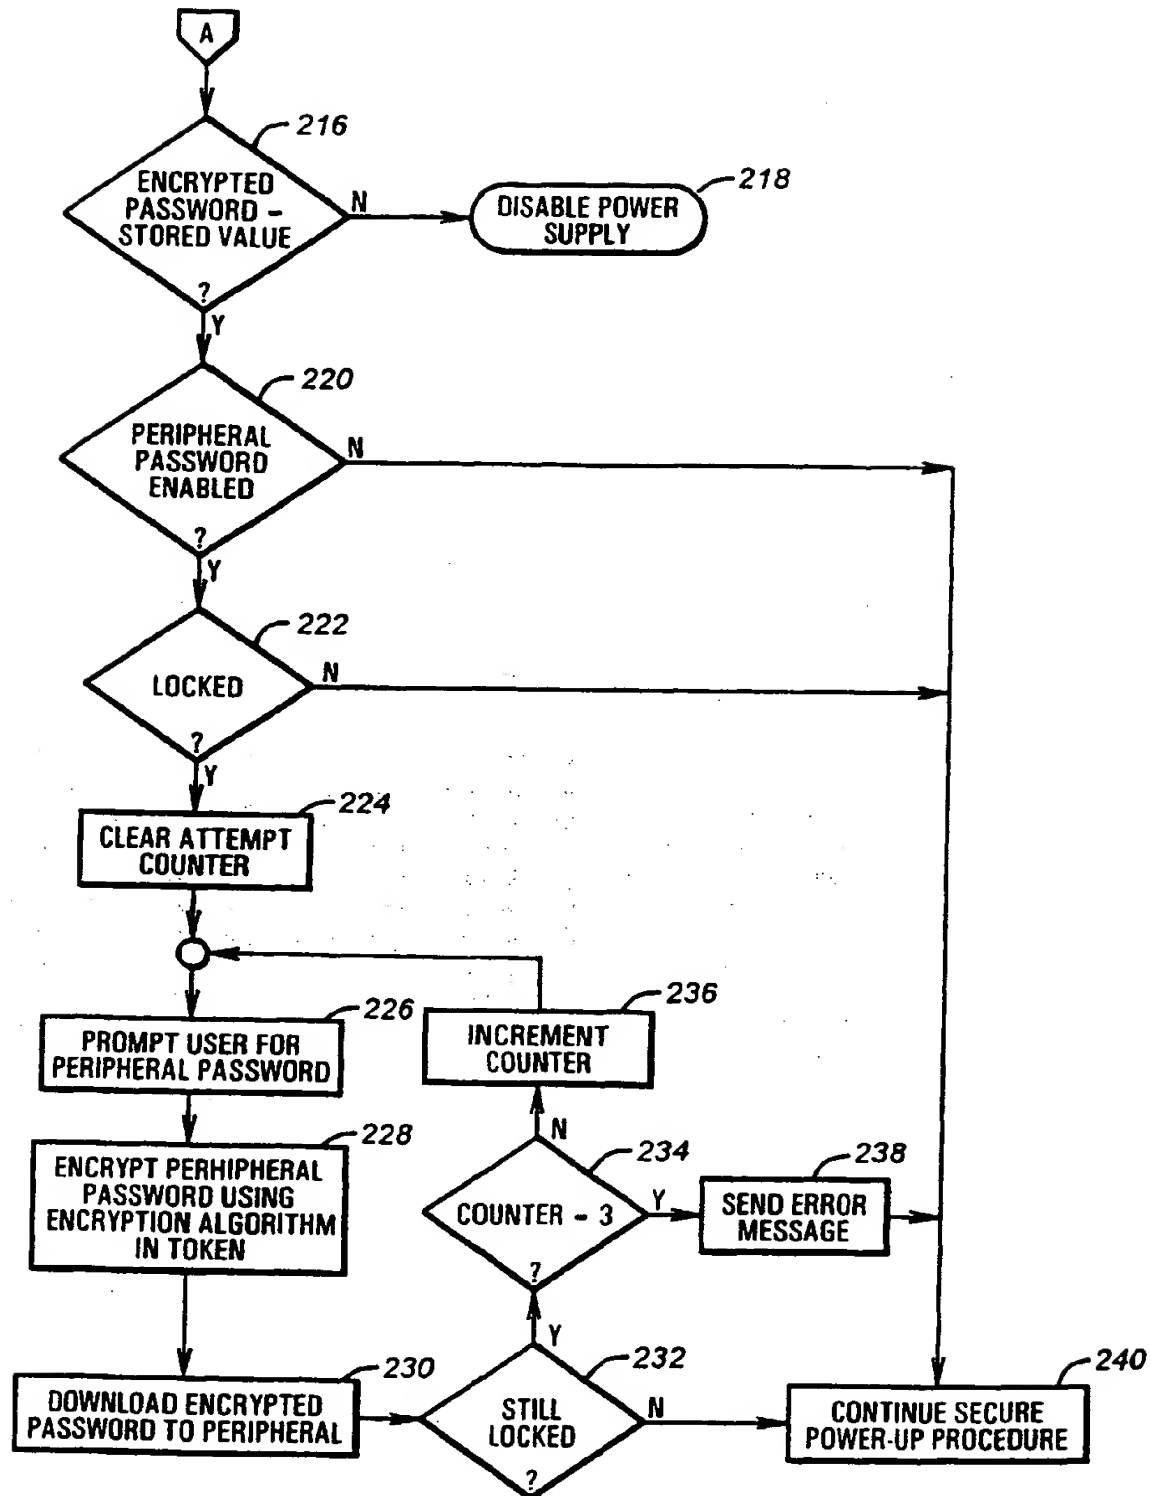 A
216
ENCRYPTED
PASSWORD -
STORED VALUE
?
N
218
DISABLE POWER
SUPPLY
Y
220
PERIPHERAL
PASSWORD
ENABLED
?
N
Y
222
LOCKED
?
N
Y
224
CLEAR ATTEMPT
COUNTER
226
PROMPT USER FOR
PERIPHERAL PASSWORD
236
INCREMENT
COUNTER
228
ENCRYPT PERHIPHERAL
PASSWORD USING
ENCRYPTION ALGORITHM
IN TOKEN
N
234
COUNTER - 3
?
Y
238
SEND ERROR
MESSAGE
Y
230
DOWNLOAD ENCRYPTED
PASSWORD TO PERIPHERAL
232
STILL
LOCKED
?
N
240
CONTINUE SECURE
POWER-UP PROCEDURE